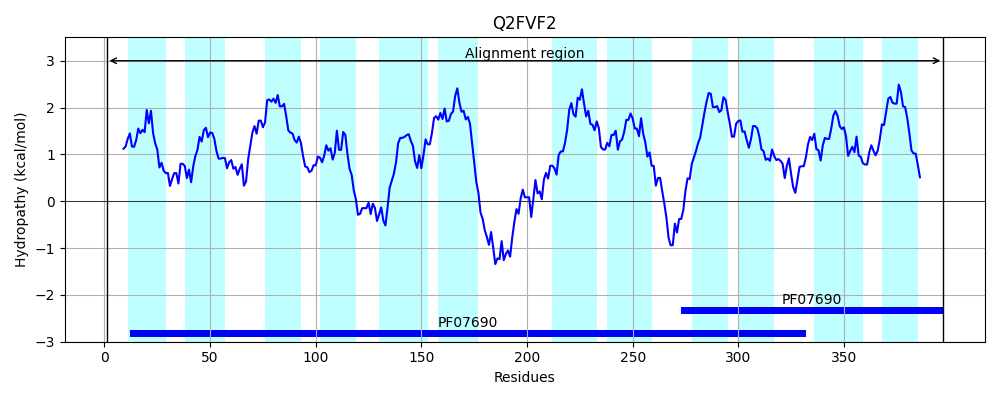 Q2FVF2
Alignment region
3
2
1
0
−1
−2
−3
Hydropathy (kcal/mol)
PF07690
PF07690
0
50
100
150
200
250
300
350
Residues